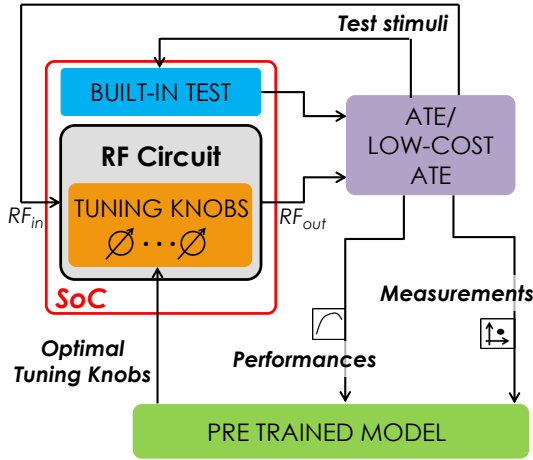 Test stimuli
BUILT-IN TEST
ATE/
LOW-COST
ATE
RF Circuit
TUNING KNOBS
RFin
RFout
SoC
Measurements
Optimal
Tuning Knobs
Performances
PRE TRAINED MODEL